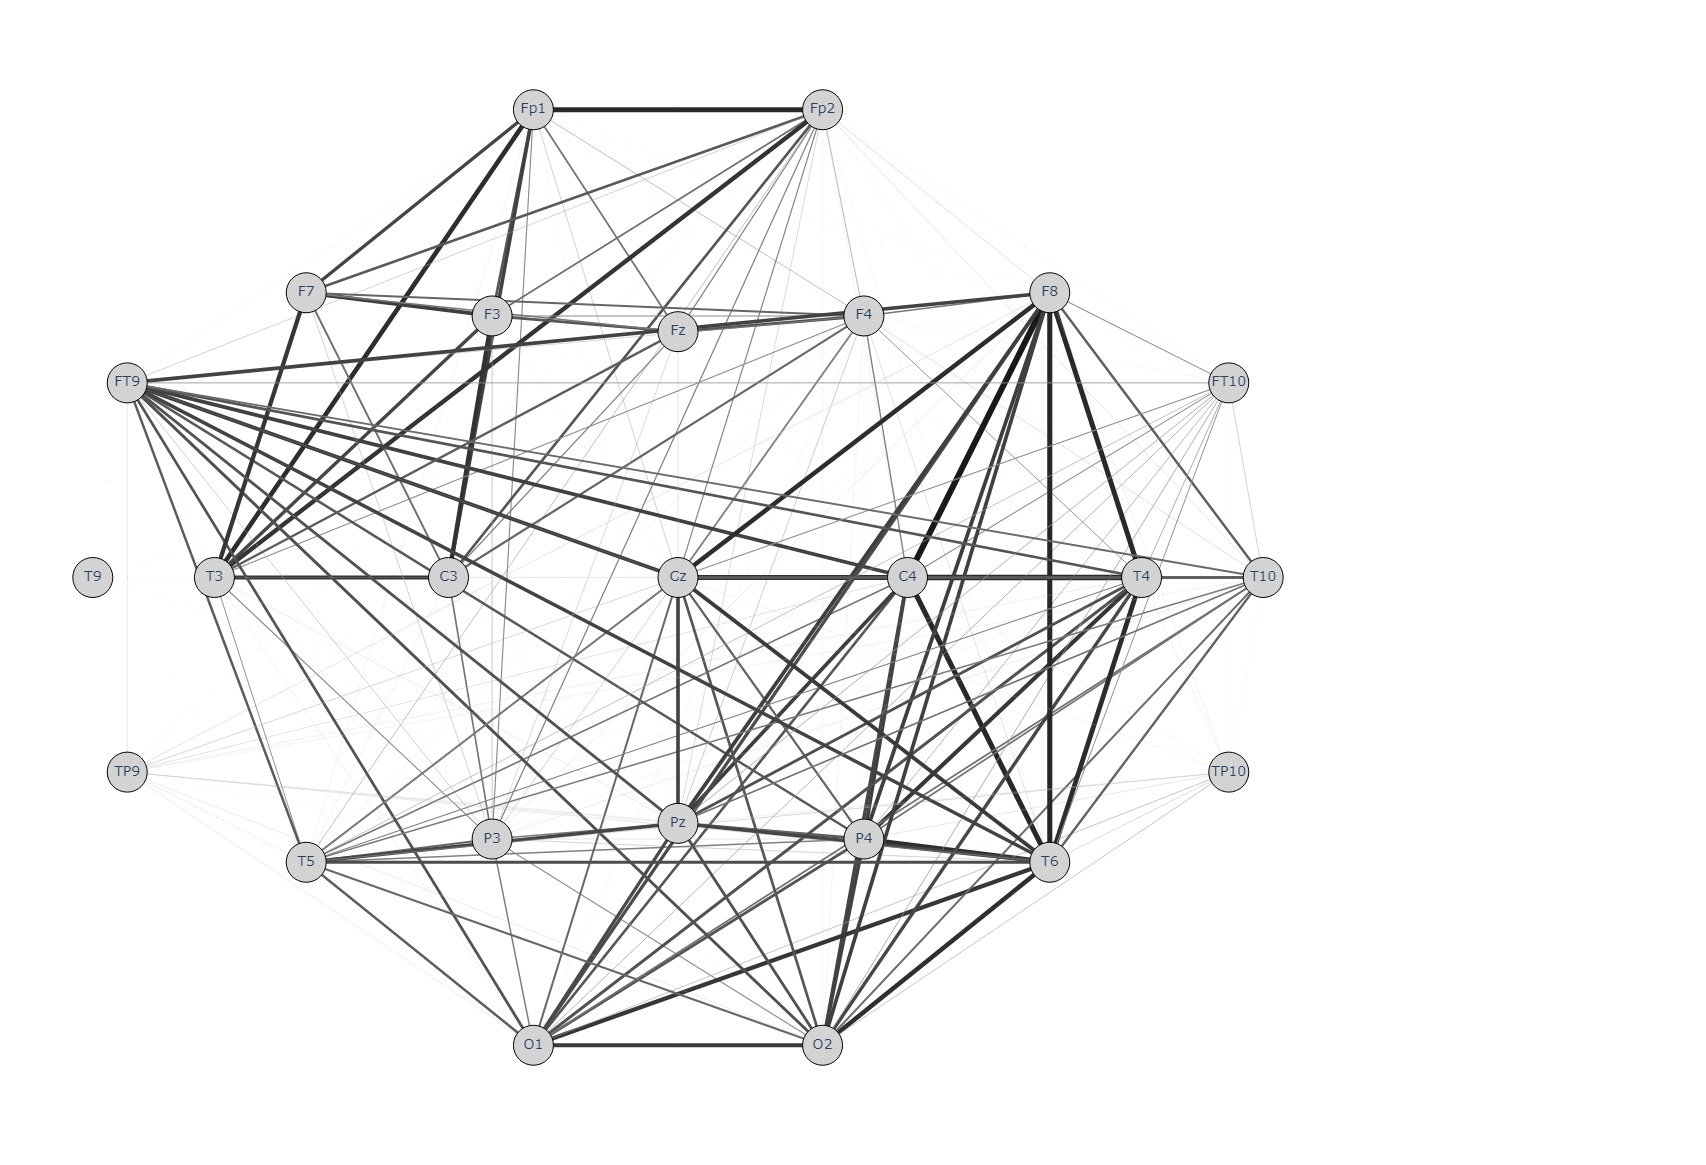 Fp1 Fp2
F7 F3 Fz F4 F8
FT9 FT10
T9 T3 C3 Cz C4 T4 T10
TP9 TP10
T5 P3 Pz P4 T6
O1 O2